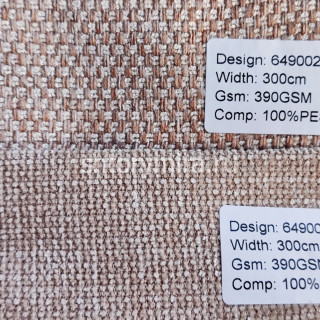 Design: 649002
Width: 300cm
Gsm: 390GSM
Comp: 100%PE
Design: 64900
Width: 300cm
Gsm: 390GSM
Comp: 100%